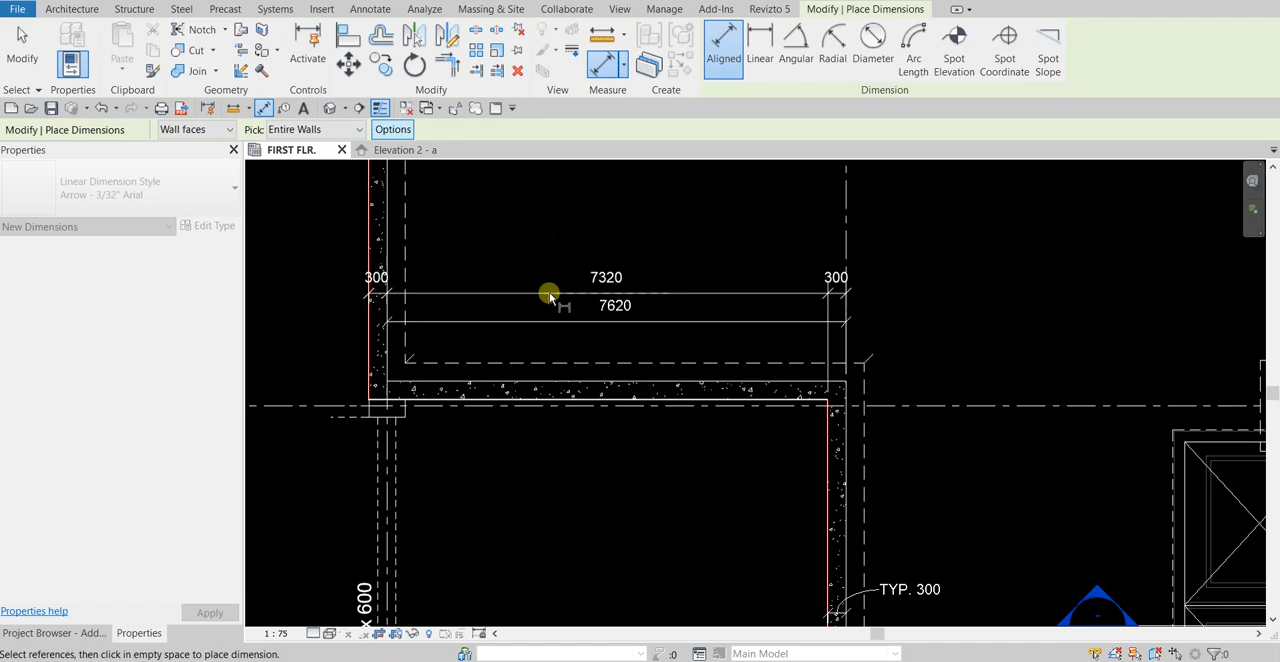 File Architecture Structure Steel Precast Systems Insert Annotate Analyze Massing & Site Collaborate View Manage Add-Ins Revizto 5 Modify | Place Dimensions
Modify Paste Notch Cut Join Activate Aligned Linear Angular Radial Diameter Arc Length Spot Elevation Spot Coordinate Spot Slope
Select Properties Clipboard Geometry Controls Modify View Measure Create Dimension
Modify | Place Dimensions Wall faces Pick: Entire Walls Options
Properties FIRST FLR. Elevation 2 - a
Linear Dimension Style
Arrow - 3/32" Arial
New Dimensions Edit Type
300 7320 300
7620
x 600
TYP. 300
Properties help Apply
Project Browser - Add... Properties 1 : 75
Select references, then click in empty space to place dimension. :0 Main Model :0